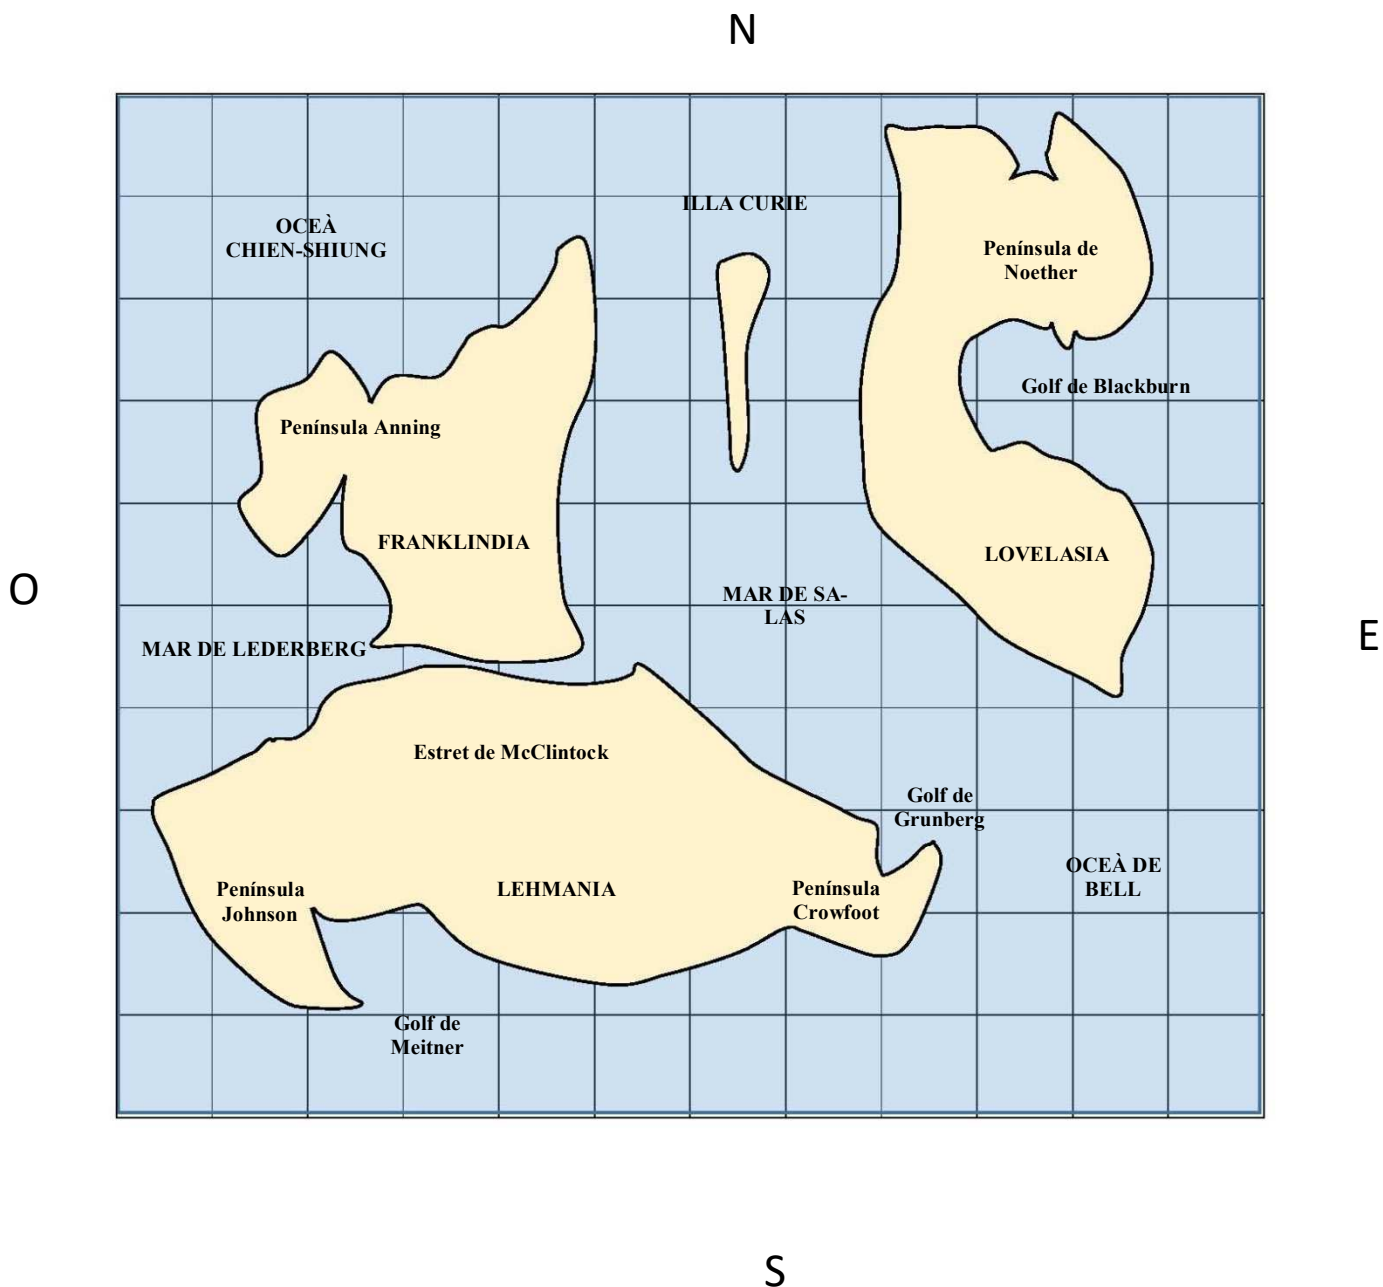 N
ILLA CURIE
OCEÀ
CHIEN-SHIUNG
Península de
Noether
Golf de Blackburn
Península Anning
FRANKLINDIA
LOVELASIA
O
MAR DE SA-
LAS
E
MAR DE LEDERBERG
Estret de McClintock
Golf de
Grunberg
OCEÀ DE
BELL
Península
Johnson
LEHMANIA
Península
Crowfoot
Golf de
Meitner
S